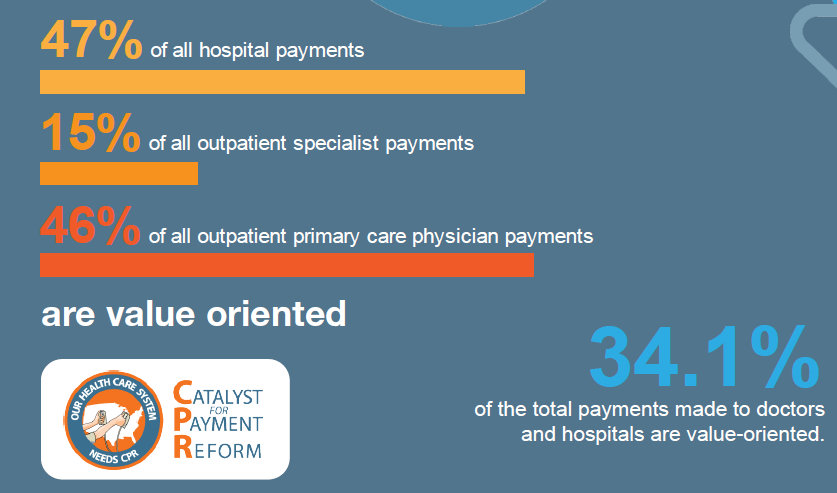 47% of all hospital payments
15% of all outpatient specialist payments
46% of all outpatient primary care physician payments
are value oriented
34.1%
of the total payments made to doctors
and hospitals are value-oriented.
OUR HEALTH CARE SYSTEM
NEEDS CPR
CATALYST
FOR
PAYMENT
REFORM